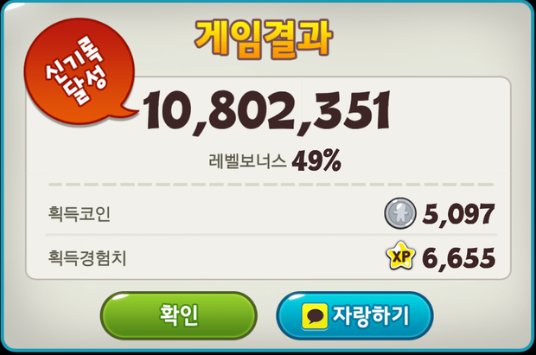 게임결과
신기록
달성
10,802,351
레벨보너스 49%
획득코인 5,097
획득경험치 XP 6,655
확인 자랑하기